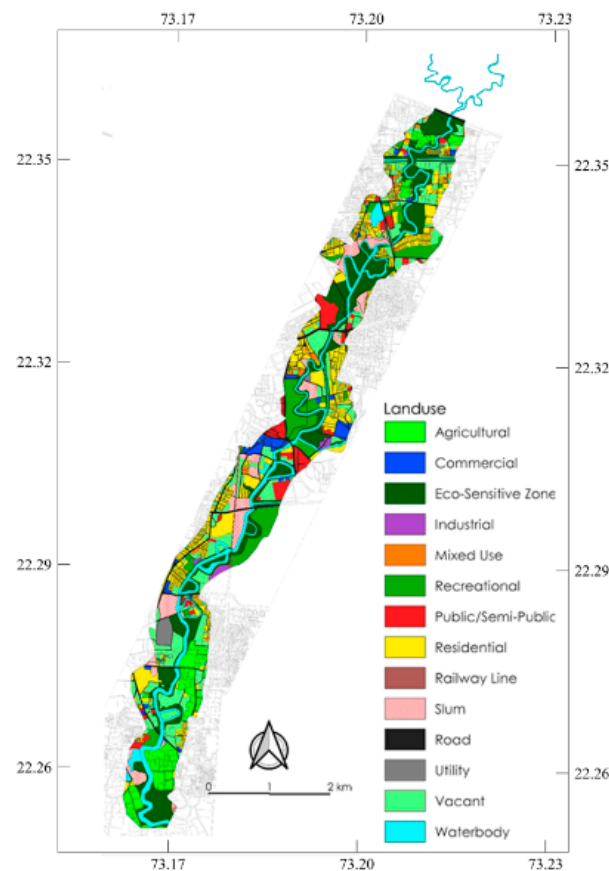 73.17 73.20 73.23
22.35 22.35
22.32 22.32
Landuse
Agricultural
Commercial
Eco-Sensitive Zone
Industrial
Mixed Use
Recreational
Public/Semi-Public
Residential
Railway Line
Slum
Road
Utility
Vacant
Waterbody
22.29 22.29
22.26 22.26
0 1 2 km
73.17 73.20 73.23